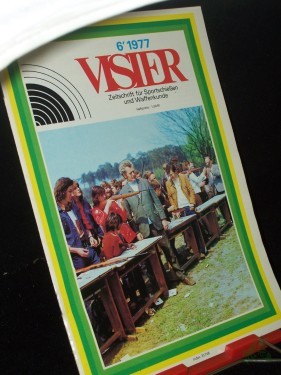 6'1977
VISIER
Zeitschrift für Sportschießen
und Waffenkunde